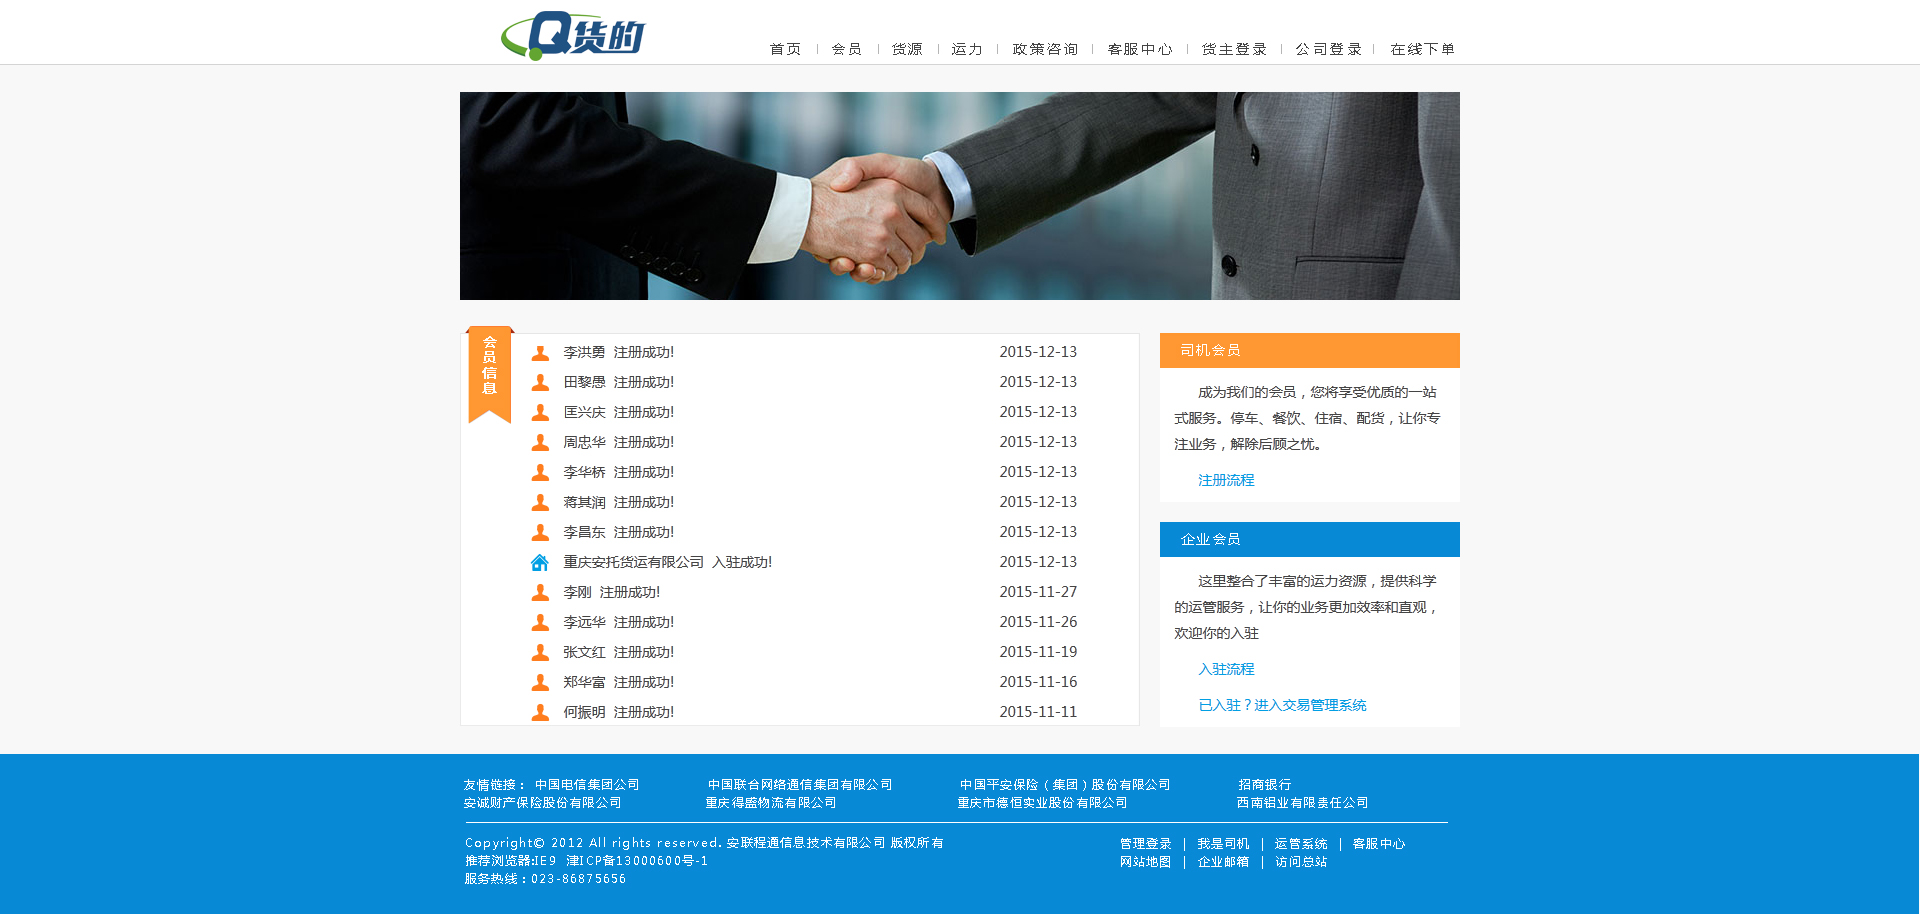 Q货的
首页 | 会员 | 货源 | 运力 | 政策咨询 | 客服中心 | 货主登录 | 公司登录 | 在线下单
会员信息
李洪勇 注册成功! 2015-12-13
田黎愚 注册成功! 2015-12-13
匡兴庆 注册成功! 2015-12-13
周忠华 注册成功! 2015-12-13
李华桥 注册成功! 2015-12-13
蒋其润 注册成功! 2015-12-13
李昌东 注册成功! 2015-12-13
重庆安托货运有限公司 入驻成功! 2015-12-13
李刚 注册成功! 2015-11-27
李远华 注册成功! 2015-11-26
张文红 注册成功! 2015-11-19
郑华富 注册成功! 2015-11-16
何振明 注册成功! 2015-11-11
司机会员
成为我们的会员，您将享受优质的一站
式服务。停车、餐饮、住宿、配货，让你专
注业务，解除后顾之忧。
注册流程
企业会员
这里整合了丰富的运力资源，提供科学
的运管服务，让你的业务更加效率和直观，
欢迎你的入驻
入驻流程
已入驻？进入交易管理系统
友情链接： 中国电信集团公司 中国联合网络通信集团有限公司 中国平安保险（集团）股份有限公司 招商银行
安诚财产保险股份有限公司 重庆得盛物流有限公司 重庆市德恒实业股份有限公司 西南铝业有限责任公司
Copyright© 2012 All rights reserved. 安联程通信息技术有限公司 版权所有
推荐浏览器:IE9 津ICP备13000600号-1
服务热线：023-86875656
管理登录 | 我是司机 | 运管系统 | 客服中心
网站地图 | 企业邮箱 | 访问总站